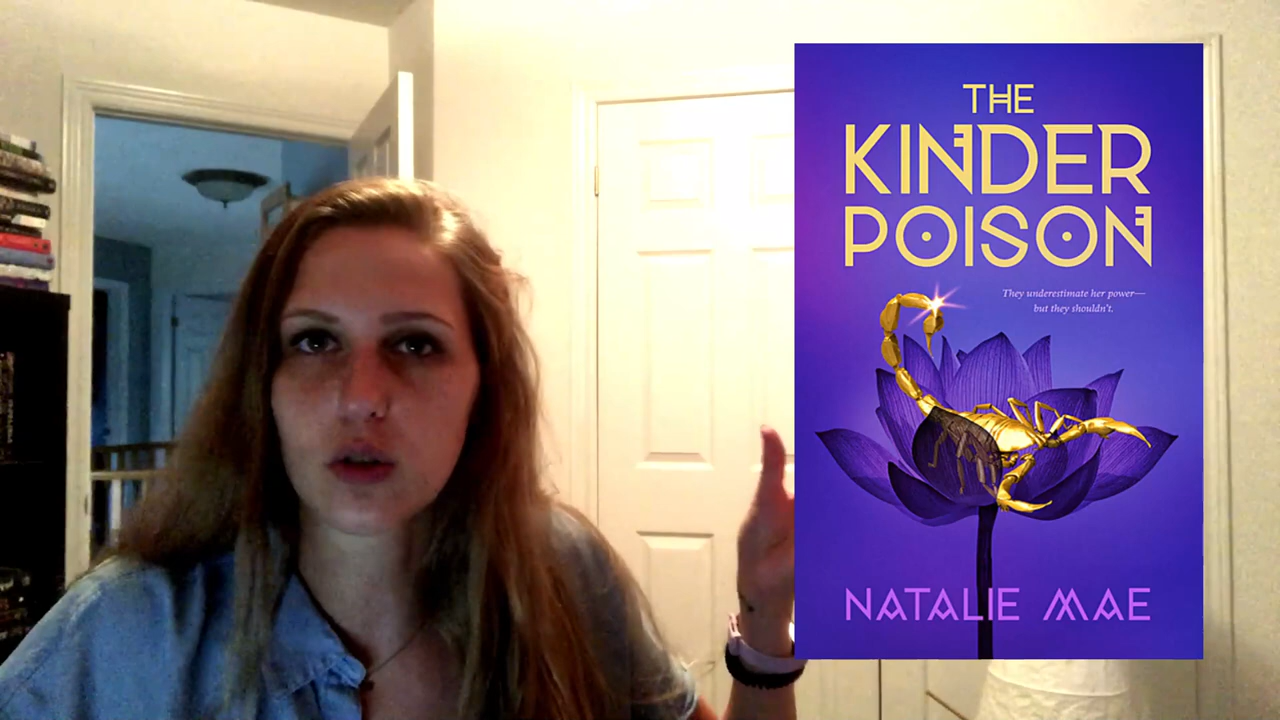 THE
KINDER
POISON
They underestimate her power—
but they shouldn't.
NATALIE MAE